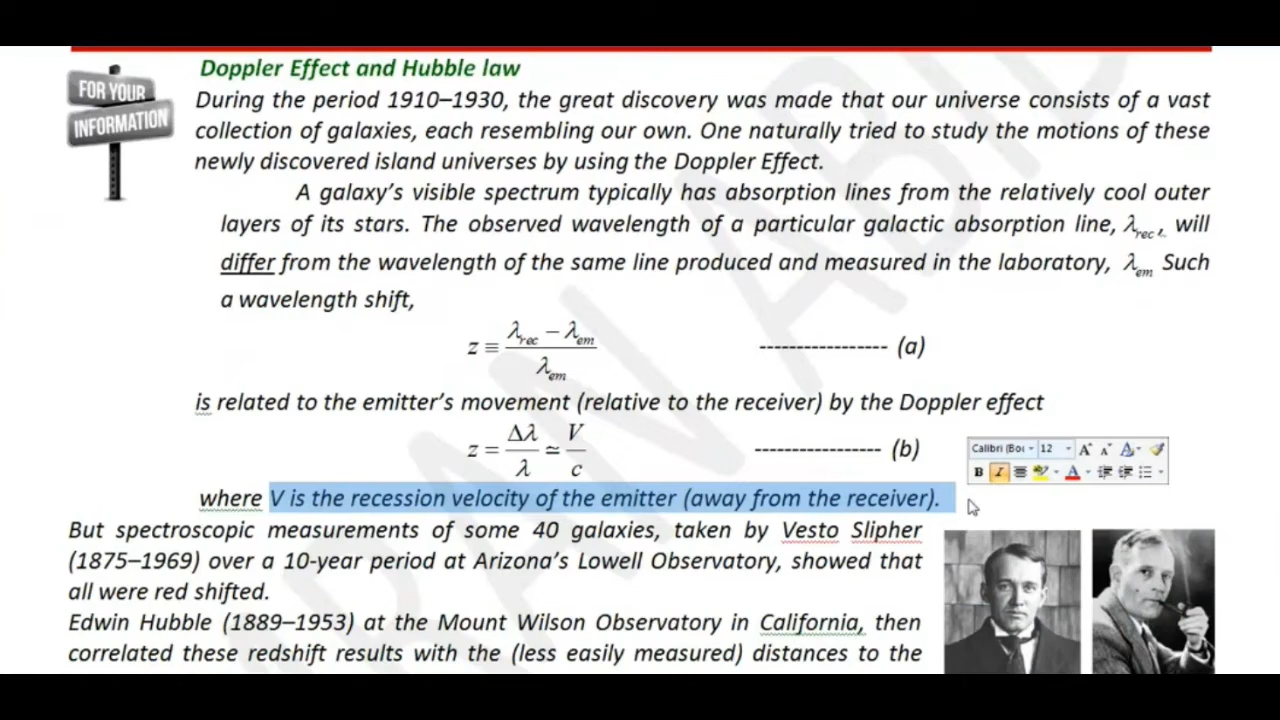 Doppler Effect and Hubble law
FOR YOUR
INFORMATION
During the period 1910–1930, the great discovery was made that our universe consists of a vast
collection of galaxies, each resembling our own. One naturally tried to study the motions of these
newly discovered island universes by using the Doppler Effect.
A galaxy's visible spectrum typically has absorption lines from the relatively cool outer
layers of its stars. The observed wavelength of a particular galactic absorption line, λrec, will
differ from the wavelength of the same line produced and measured in the laboratory, λem Such
a wavelength shift,
z ≡ (λrec − λem) / λem ----------------- (a)
is related to the emitter's movement (relative to the receiver) by the Doppler effect
z = Δλ/λ ≃ V/c ----------------- (b)
Calibri (Bo 12 A A A
B I A
where V is the recession velocity of the emitter (away from the receiver).
But spectroscopic measurements of some 40 galaxies, taken by Vesto Slipher
(1875–1969) over a 10-year period at Arizona's Lowell Observatory, showed that
all were red shifted.
Edwin Hubble (1889–1953) at the Mount Wilson Observatory in California, then
correlated these redshift results with the (less easily measured) distances to the